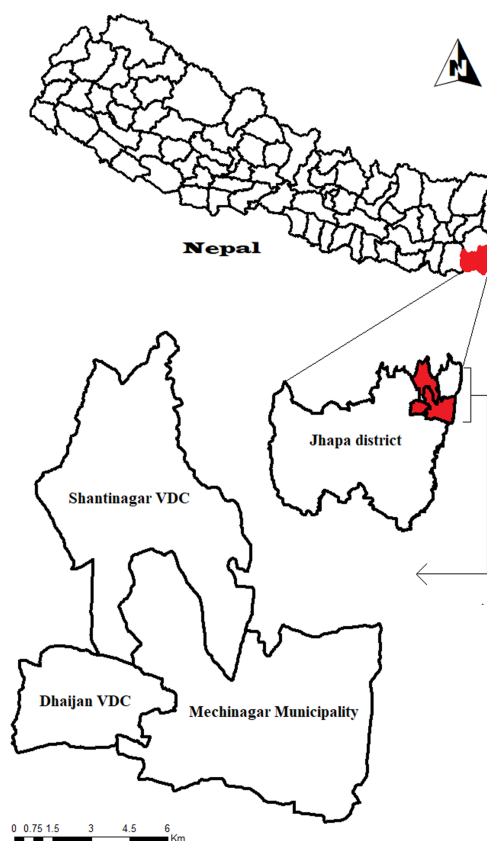 N
Nepal
Jhapa district
Shantinagar VDC
Dhaijan VDC
Mechinagar Municipality
0 0.75 1.5 3 4.5 6
Km